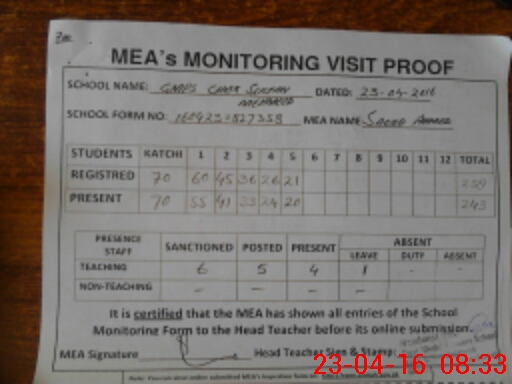 MEA's MONITORING VISIT PROOF
SCHOOL NAME: GMPS DATED: 23-04-2016
SCHOOL FORM NO: 160423-827358 MEA NAME Ahmed
STUDENTS KATCHI 1 2 3 4 5 6 7 8 9 10 11 12 TOTAL
REGISTRED 70 60 45 36 26 21
PRESENT 70 55 41 33 24 20 243
PRESENCE STAFF SANCTIONED POSTED PRESENT ABSENT
LEAVE DUTY ABSENT
TEACHING 6 5 4 1 - -
NON-TEACHING - - - -
It is certified that the MEA has shown all entries of the School
Monitoring Form to the Head Teacher before its online submission.
MEA Signature Head Teacher Sign & Stamp:
23-04-16 08:33